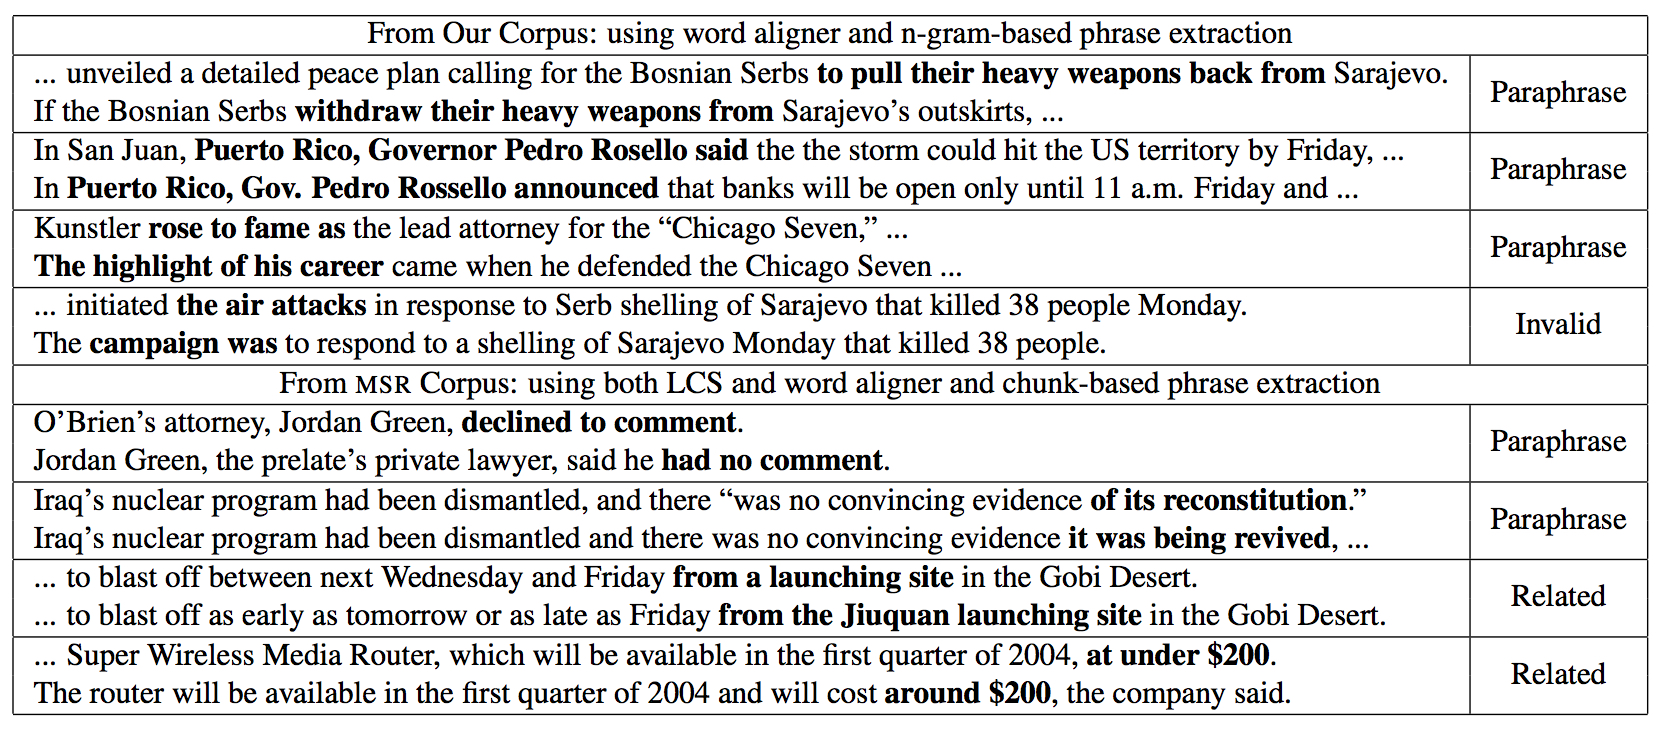 From Our Corpus: using word aligner and n-gram-based phrase extraction
... unveiled a detailed peace plan calling for the Bosnian Serbs to pull their heavy weapons back from Sarajevo.
If the Bosnian Serbs withdraw their heavy weapons from Sarajevo’s outskirts, ...
Paraphrase
In San Juan, Puerto Rico, Governor Pedro Rosello said the the storm could hit the US territory by Friday, ...
In Puerto Rico, Gov. Pedro Rossello announced that banks will be open only until 11 a.m. Friday and ...
Paraphrase
Kunstler rose to fame as the lead attorney for the “Chicago Seven,” ...
The highlight of his career came when he defended the Chicago Seven ...
Paraphrase
... initiated the air attacks in response to Serb shelling of Sarajevo that killed 38 people Monday.
The campaign was to respond to a shelling of Sarajevo Monday that killed 38 people.
Invalid
From MSR Corpus: using both LCS and word aligner and chunk-based phrase extraction
O’Brien’s attorney, Jordan Green, declined to comment.
Jordan Green, the prelate’s private lawyer, said he had no comment.
Paraphrase
Iraq’s nuclear program had been dismantled, and there “was no convincing evidence of its reconstitution.”
Iraq’s nuclear program had been dismantled and there was no convincing evidence it was being revived, ...
Paraphrase
... to blast off between next Wednesday and Friday from a launching site in the Gobi Desert.
... to blast off as early as tomorrow or as late as Friday from the Jiuquan launching site in the Gobi Desert.
Related
... Super Wireless Media Router, which will be available in the first quarter of 2004, at under $200.
The router will be available in the first quarter of 2004 and will cost around $200, the company said.
Related